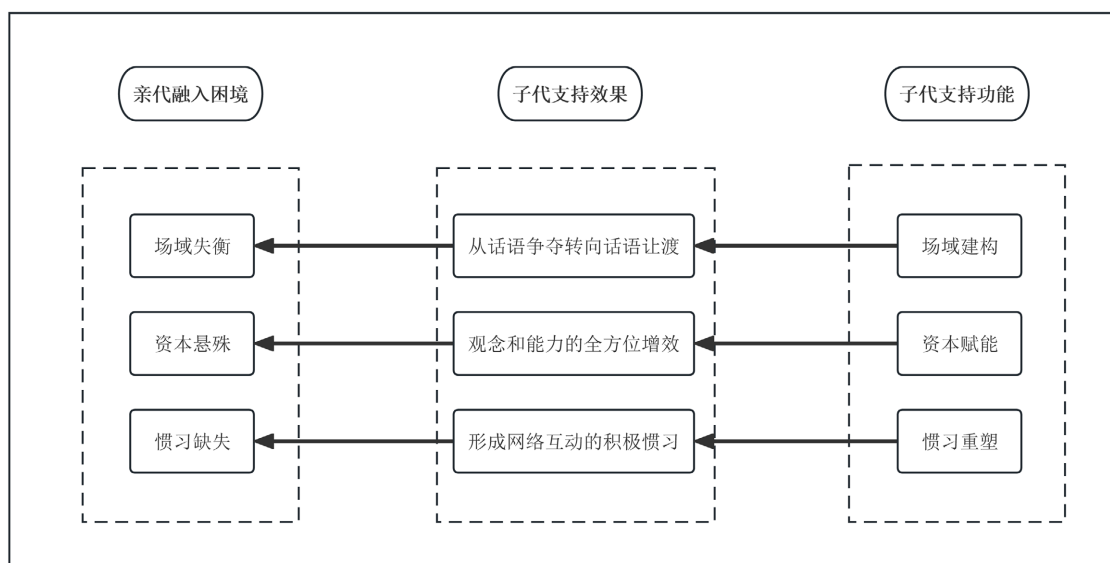 亲代融入困境
子代支持效果
子代支持功能
场域失衡
从话语争夺转向话语让渡
场域建构
资本悬殊
观念和能力的全方位增效
资本赋能
惯习缺失
形成网络互动的积极惯习
惯习重塑